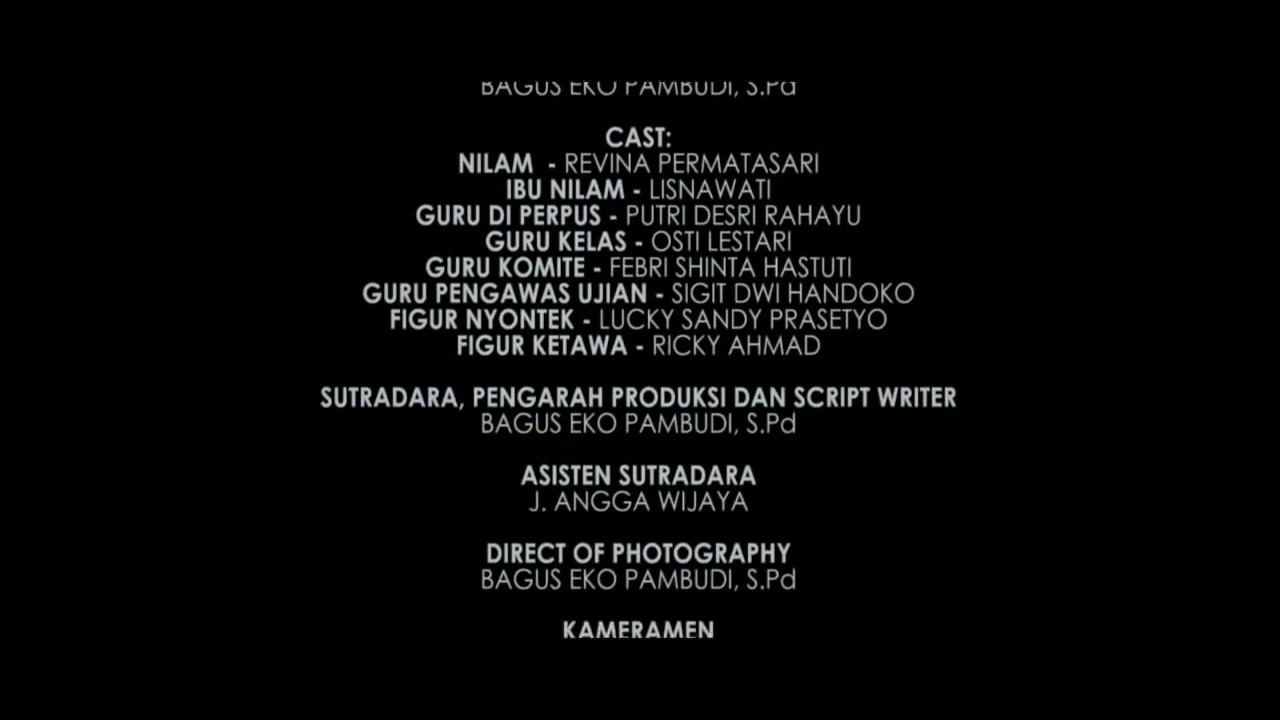 BAGUS EKO PAMBUDI, S.Pd
CAST:
NILAM - REVINA PERMATASARI
IBU NILAM - LISNAWATI
GURU DI PERPUS - PUTRI DESRI RAHAYU
GURU KELAS - OSTI LESTARI
GURU KOMITE - FEBRI SHINTA HASTUTI
GURU PENGAWAS UJIAN - SIGIT DWI HANDOKO
FIGUR NYONTEK - LUCKY SANDY PRASETYO
FIGUR KETAWA - RICKY AHMAD
SUTRADARA, PENGARAH PRODUKSI DAN SCRIPT WRITER
BAGUS EKO PAMBUDI, S.Pd
ASISTEN SUTRADARA
J. ANGGA WIJAYA
DIRECT OF PHOTOGRAPHY
BAGUS EKO PAMBUDI, S.Pd
KAMERAMEN